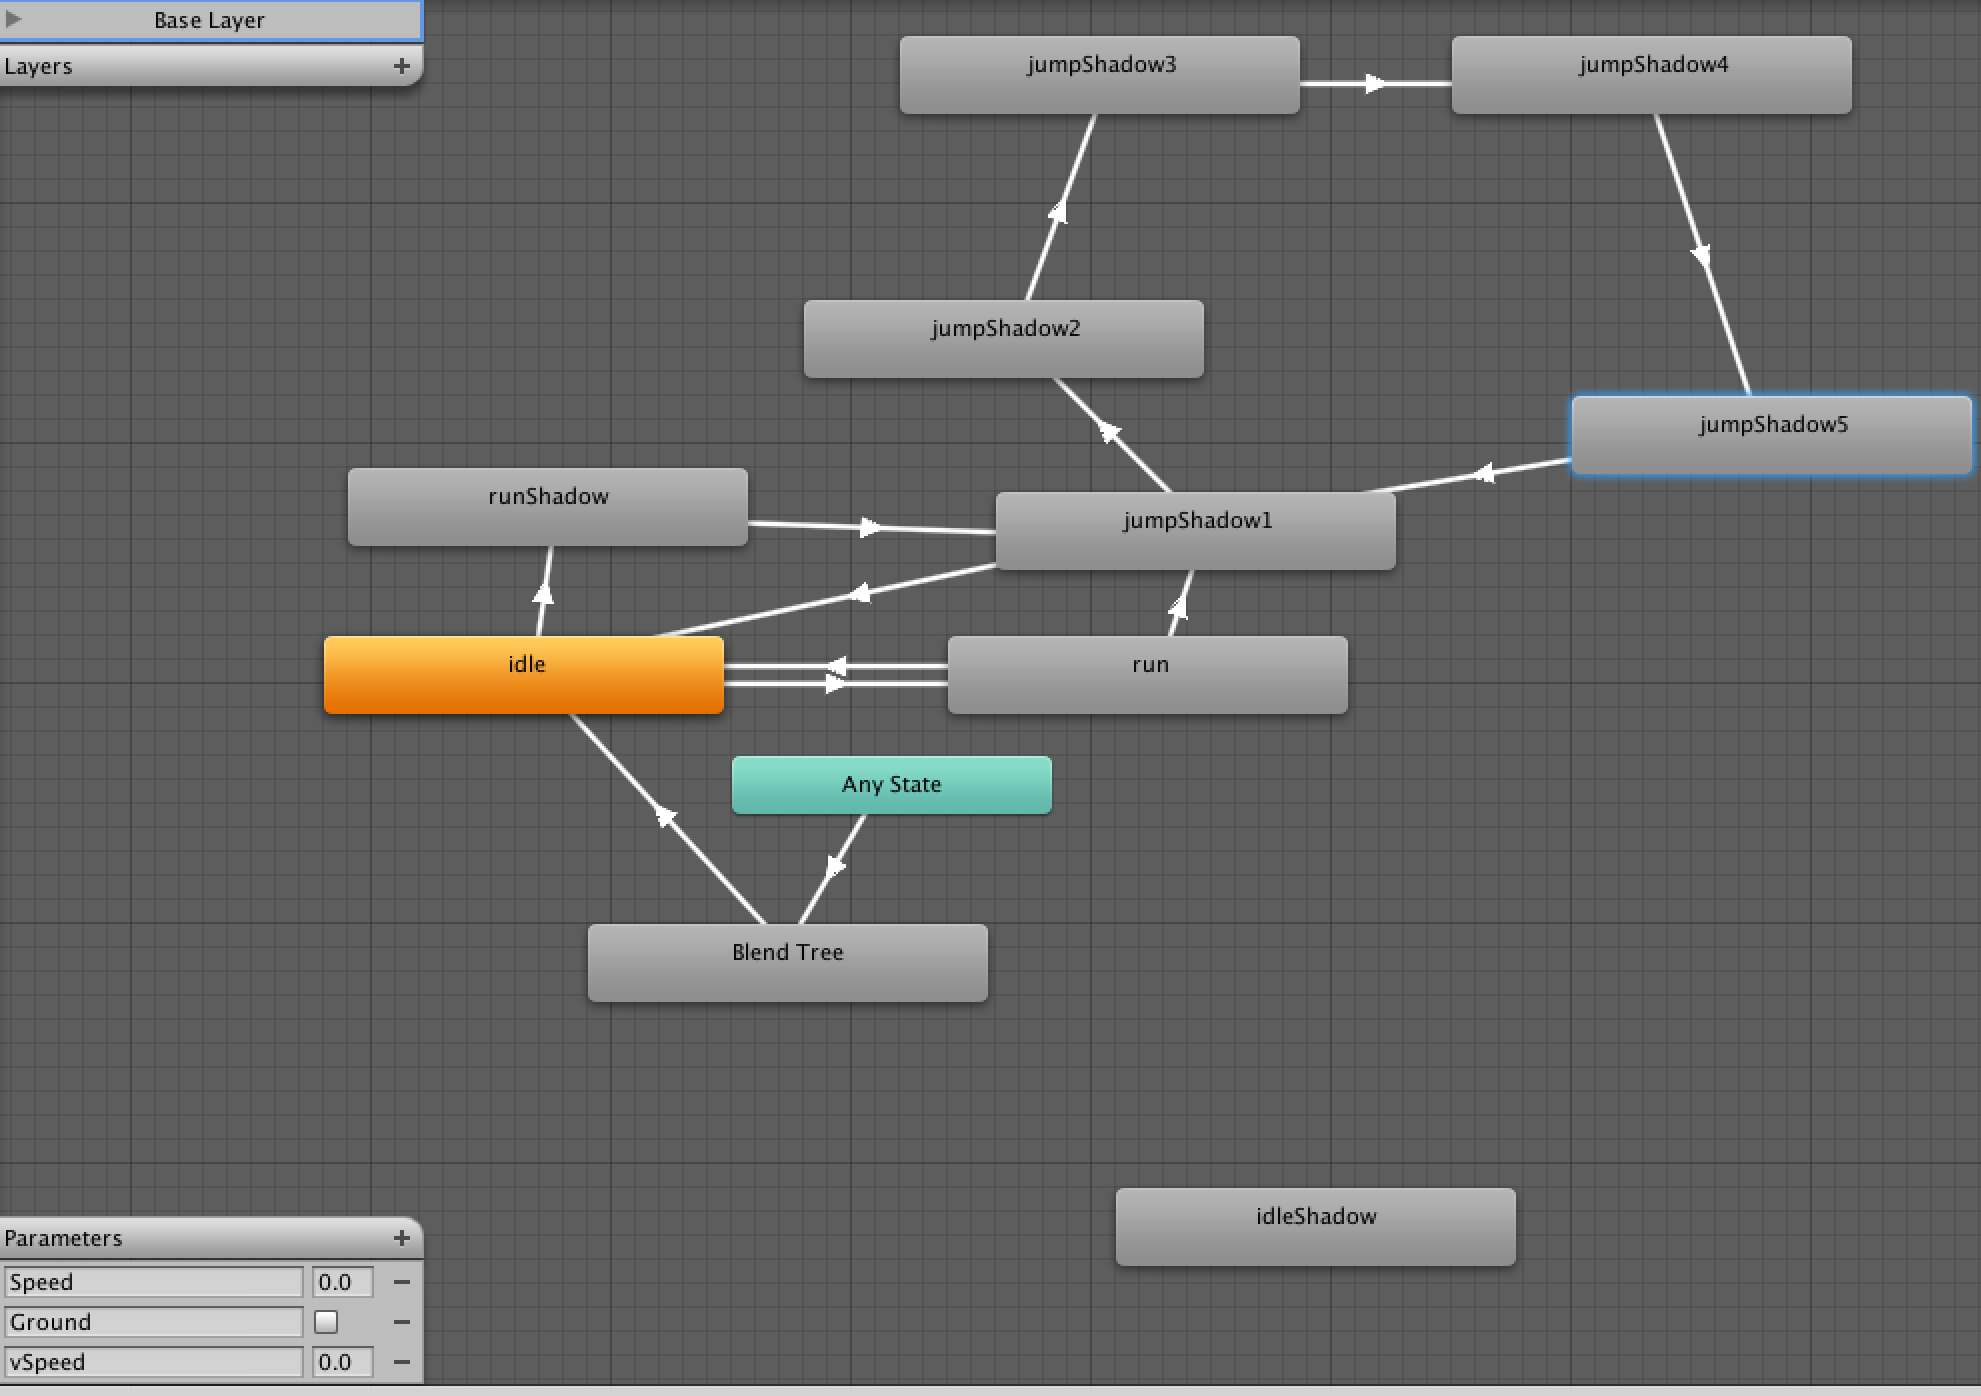 Base Layer
Layers
jumpShadow3
jumpShadow4
jumpShadow2
jumpShadow5
runShadow
jumpShadow1
idle
run
Any State
Blend Tree
idleShadow
Parameters
Speed 0.0
Ground
vSpeed 0.0